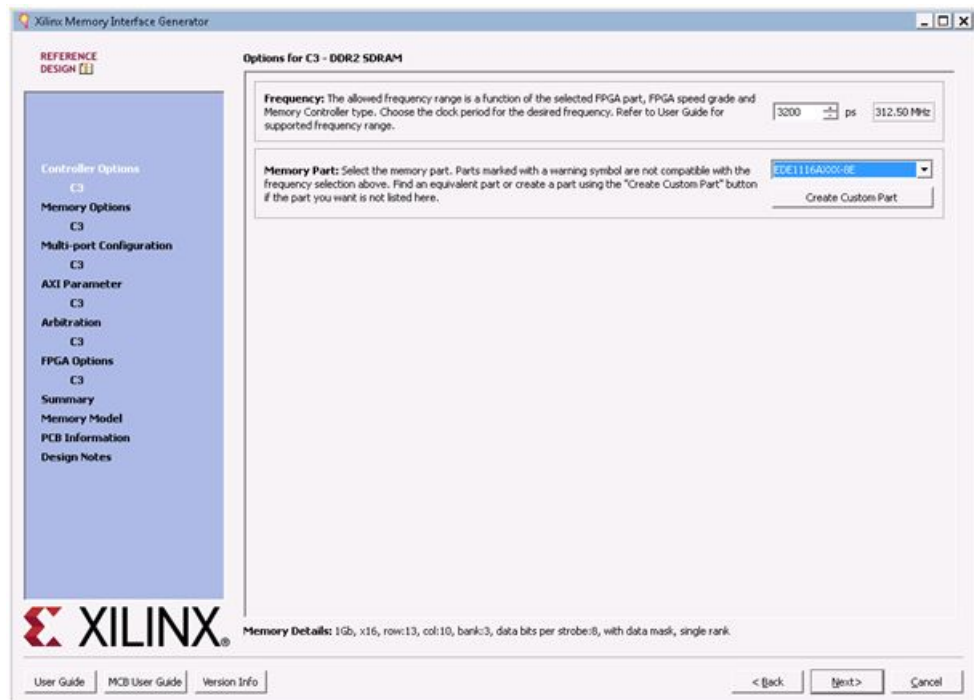 Xilinx Memory Interface Generator
REFERENCE
DESIGN
Options for C3 - DDR2 SDRAM
Frequency: The allowed frequency range is a function of the selected FPGA part, FPGA speed grade and
Memory Controller type. Choose the clock period for the desired frequency. Refer to User Guide for
supported frequency range.
3200 ps 312.50 MHz
Memory Part: Select the memory part. Parts marked with a warning symbol are not compatible with the
frequency selection above. Find an equivalent part or create a part using the "Create Custom Part" button
if the part you want is not listed here.
EDE1116AXXX-8E
Create Custom Part
Controller Options
C3
Memory Options
C3
Multi-port Configuration
C3
AXI Parameter
C3
Arbitration
C3
FPGA Options
C3
Summary
Memory Model
PCB Information
Design Notes
XILINX®
Memory Details: 1Gb, x16, row:13, col:10, bank:3, data bits per strobe:8, with data mask, single rank
User Guide MCB User Guide Version Info < Back Next> Cancel